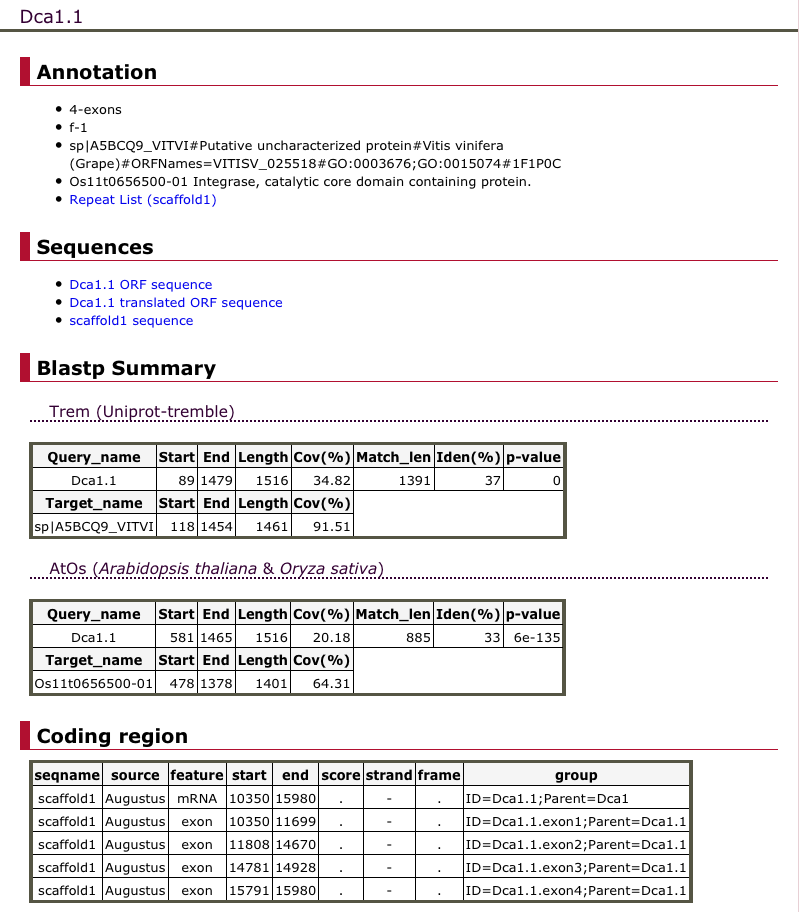 Dca1.1
Annotation
• 4-exons
• f-1
• sp|A5BCQ9_VITVI#Putative uncharacterized protein#Vitis vinifera
(Grape)#ORFNames=VITISV_025518#GO:0003676;GO:0015074#1F1P0C
• Os11t0656500-01 Integrase, catalytic core domain containing protein.
• Repeat List (scaffold1)
Sequences
• Dca1.1 ORF sequence
• Dca1.1 translated ORF sequence
• scaffold1 sequence
Blastp Summary
Trem (Uniprot-tremble)
Query_name Start End Length Cov(%) Match_len Iden(%) p-value
Dca1.1 89 1479 1516 34.82 1391 37 0
Target_name Start End Length Cov(%)
sp|A5BCQ9_VITVI 118 1454 1461 91.51
AtOs (Arabidopsis thaliana & Oryza sativa)
Query_name Start End Length Cov(%) Match_len Iden(%) p-value
Dca1.1 581 1465 1516 20.18 885 33 6e-135
Target_name Start End Length Cov(%)
Os11t0656500-01 478 1378 1401 64.31
Coding region
seqname source feature start end score strand frame group
scaffold1 Augustus mRNA 10350 15980 . - . ID=Dca1.1;Parent=Dca1
scaffold1 Augustus exon 10350 11699 . - . ID=Dca1.1.exon1;Parent=Dca1.1
scaffold1 Augustus exon 11808 14670 . - . ID=Dca1.1.exon2;Parent=Dca1.1
scaffold1 Augustus exon 14781 14928 . - . ID=Dca1.1.exon3;Parent=Dca1.1
scaffold1 Augustus exon 15791 15980 . - . ID=Dca1.1.exon4;Parent=Dca1.1